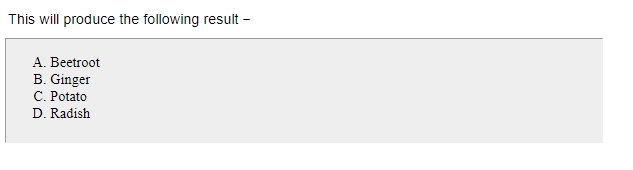 This will produce the following result –
A. Beetroot
B. Ginger
C. Potato
D. Radish